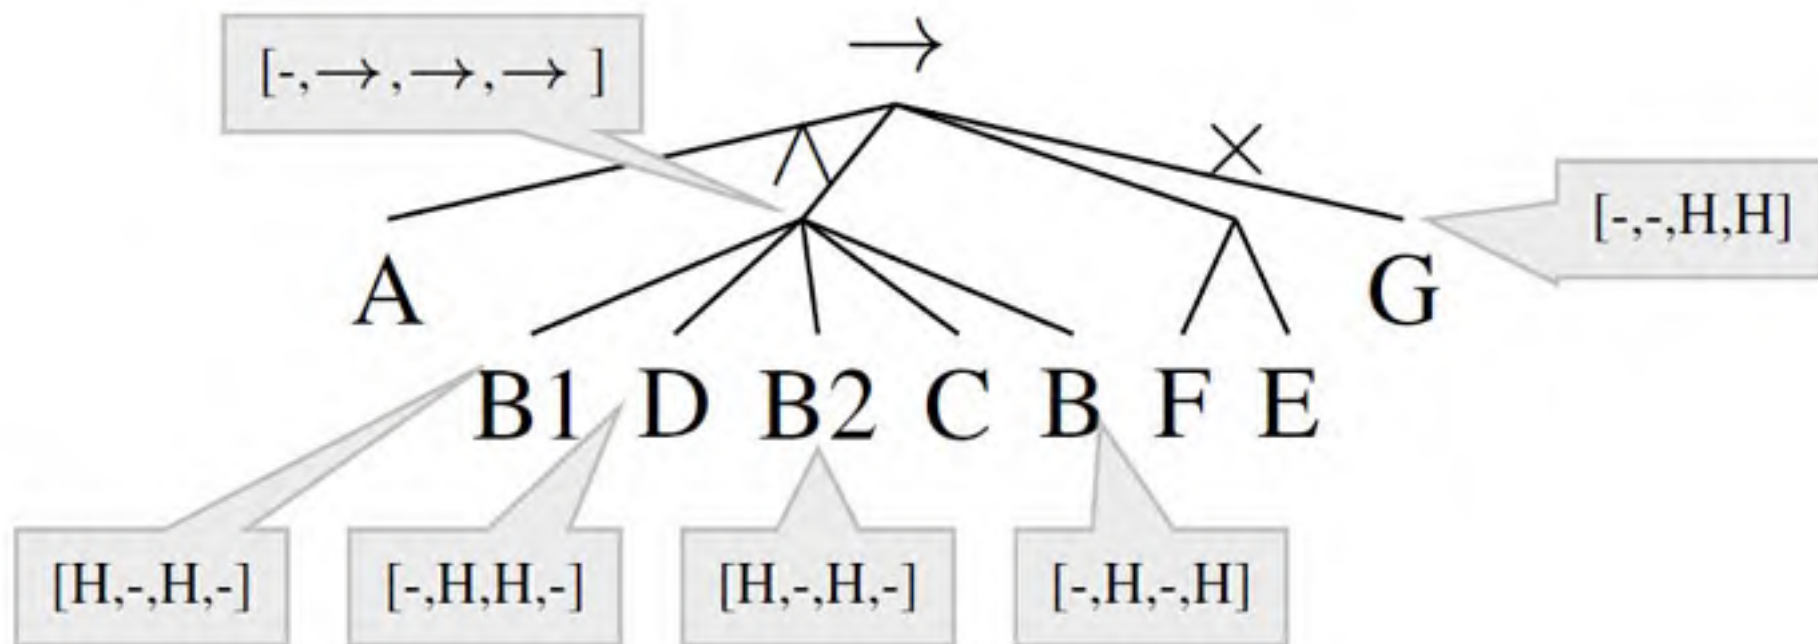 →
[-,→,→,→ ]
∧
×
[-,-,H,H]
A
G
B1 D B2 C B F E
[H,-,H,-] [-,H,H,-] [H,-,H,-] [-,H,-,H]